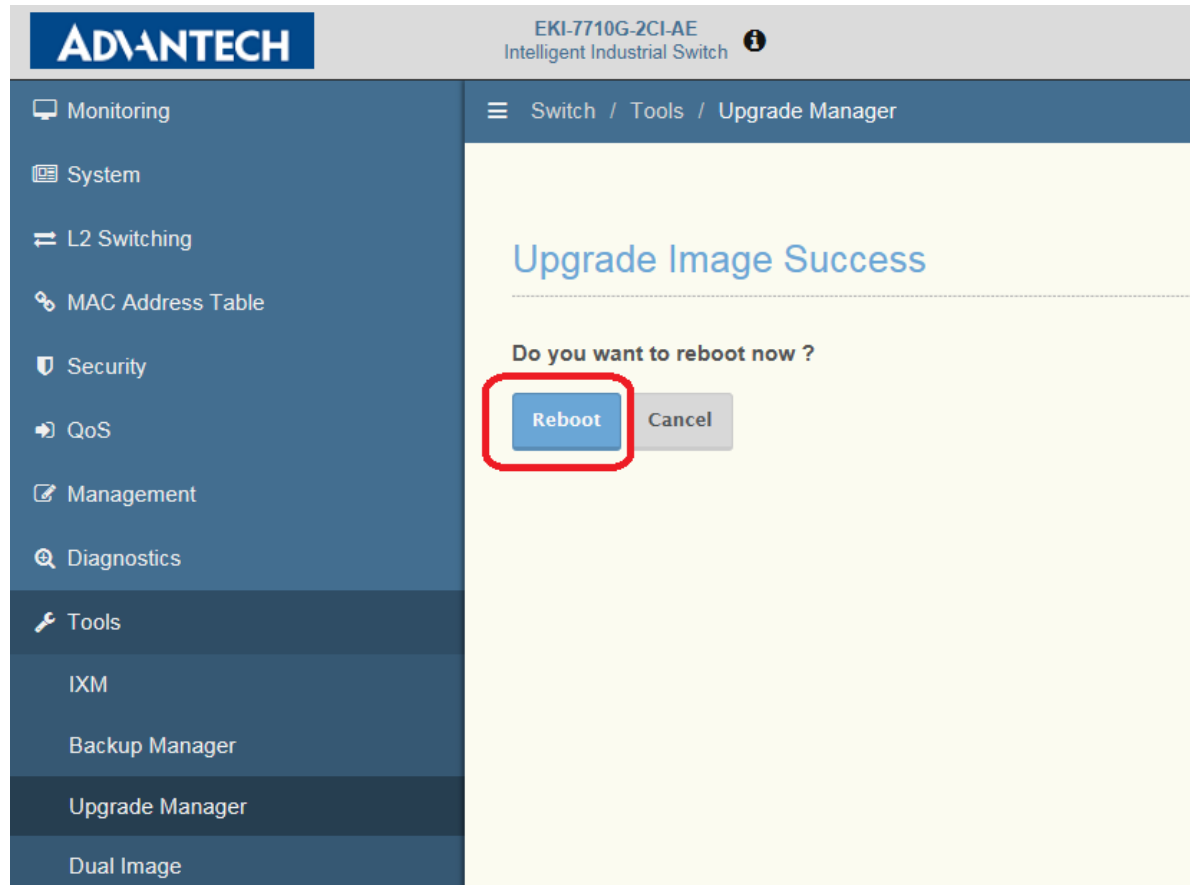 ADVANTECH
EKI-7710G-2CI-AE
Intelligent Industrial Switch
Monitoring
Switch / Tools / Upgrade Manager
System
L2 Switching
MAC Address Table
Security
QoS
Management
Diagnostics
Tools
IXM
Backup Manager
Upgrade Manager
Dual Image
Upgrade Image Success
Do you want to reboot now ?
Reboot
Cancel